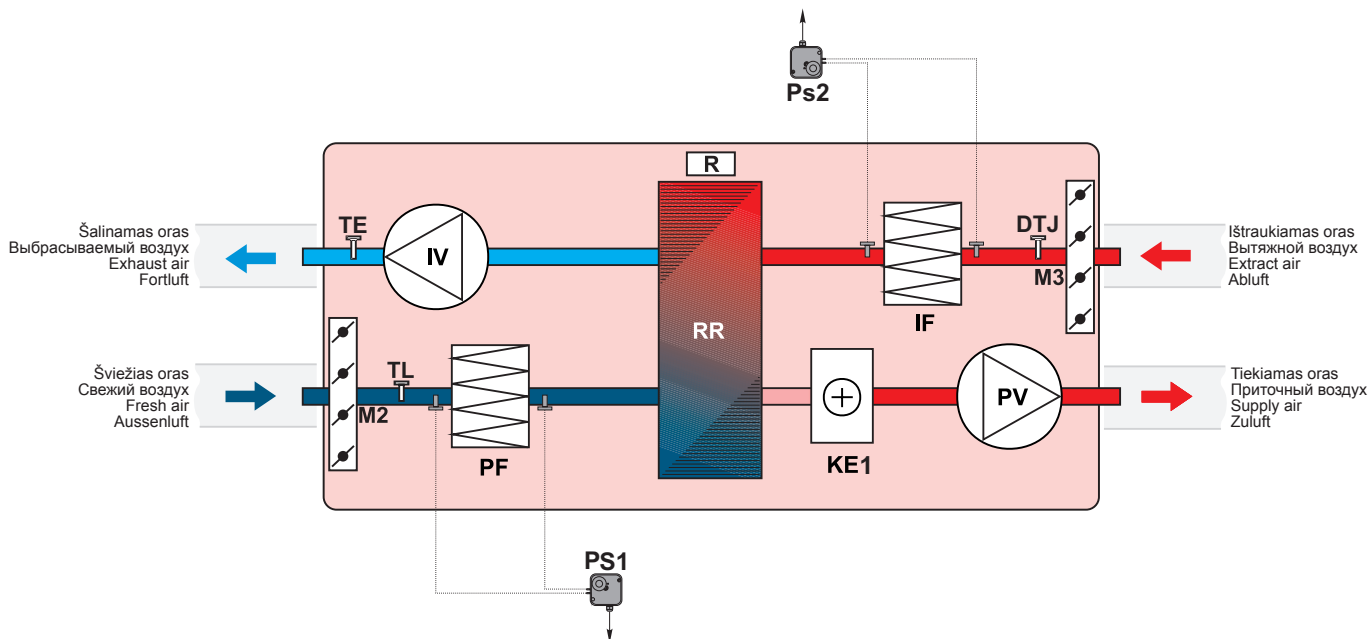 Ps2
R
TE
IV
DTJ
M3
IF
Šalinamas oras
Выбрасываемый воздух
Exhaust air
Fortluft
Ištraukiamas oras
Вытяжной воздух
Extract air
Abluft
RR
Šviežias oras
Свежий воздух
Fresh air
Aussenluft
TL
M2
PF
KE1
PV
Tiekiamas oras
Приточный воздух
Supply air
Zuluft
PS1